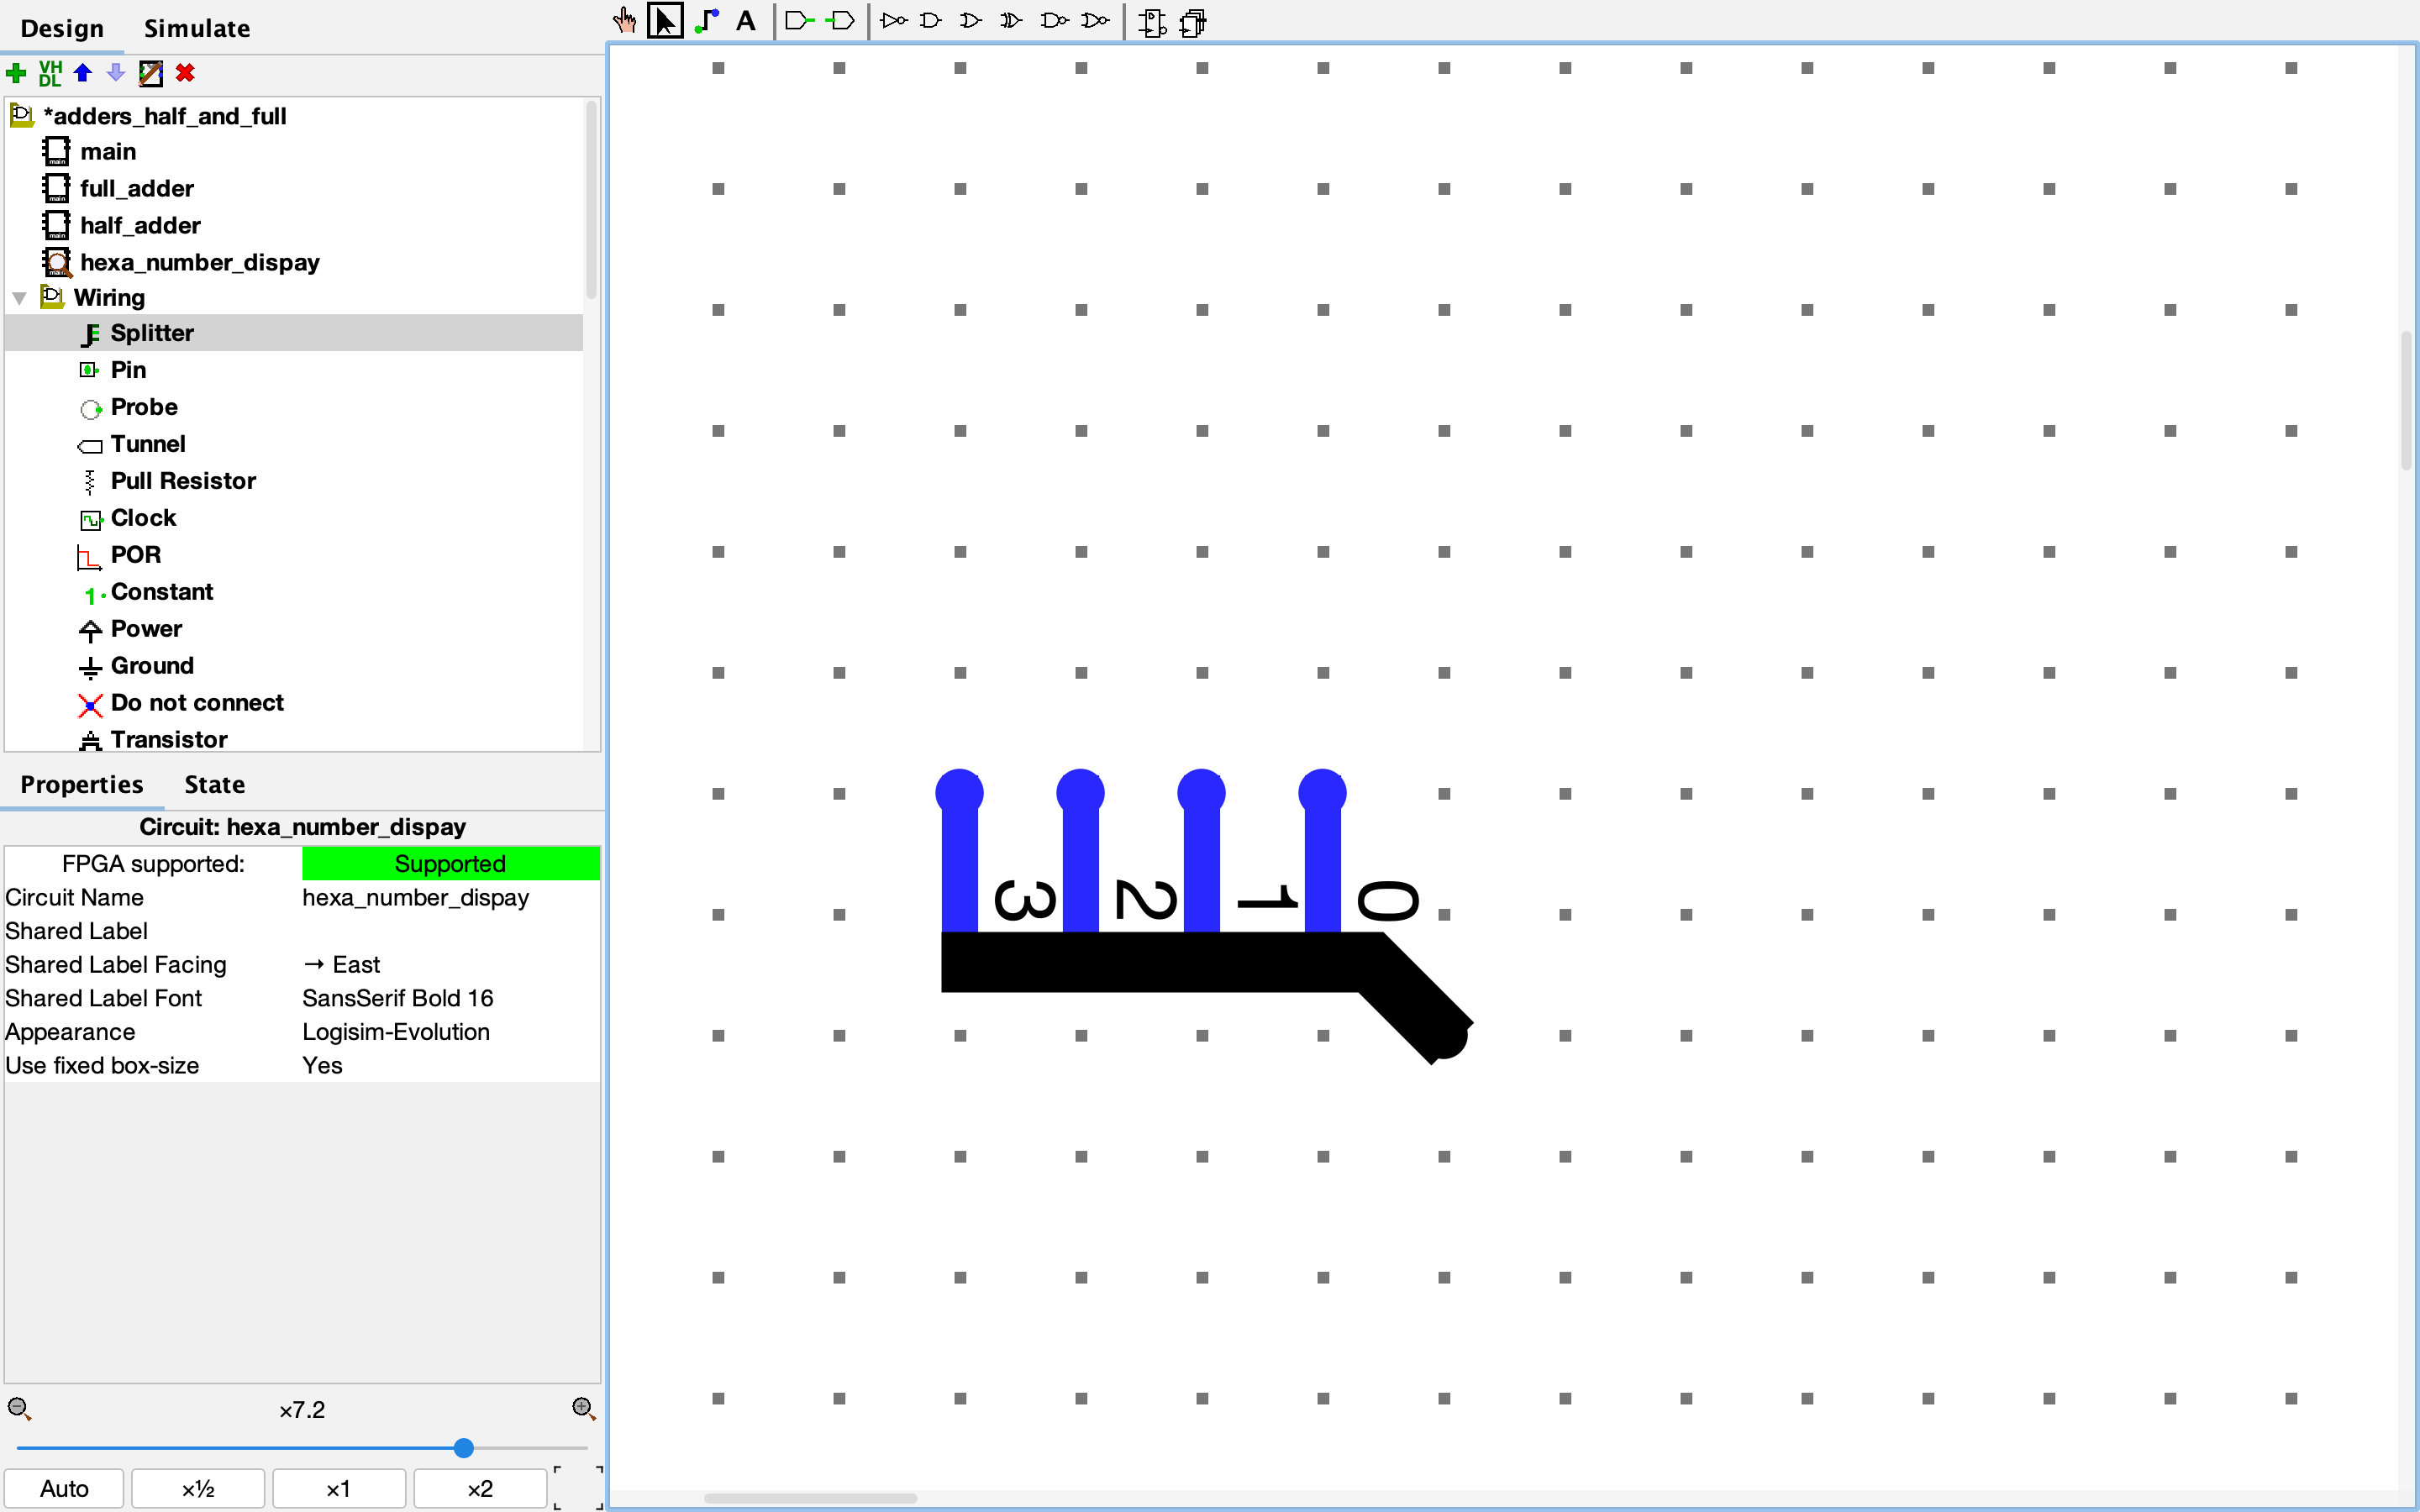 Design Simulate
A
VH
DL
*adders_half_and_full
main
full_adder
half_adder
hexa_number_dispay
Wiring
Splitter
Pin
Probe
Tunnel
Pull Resistor
Clock
POR
1 Constant
Power
Ground
Do not connect
Transistor
Properties State
Circuit: hexa_number_dispay
FPGA supported: Supported
Circuit Name hexa_number_dispay
Shared Label
Shared Label Facing → East
Shared Label Font SansSerif Bold 16
Appearance Logisim-Evolution
Use fixed box-size Yes
×7.2
Auto ×½ ×1 ×2
3 2 1 0